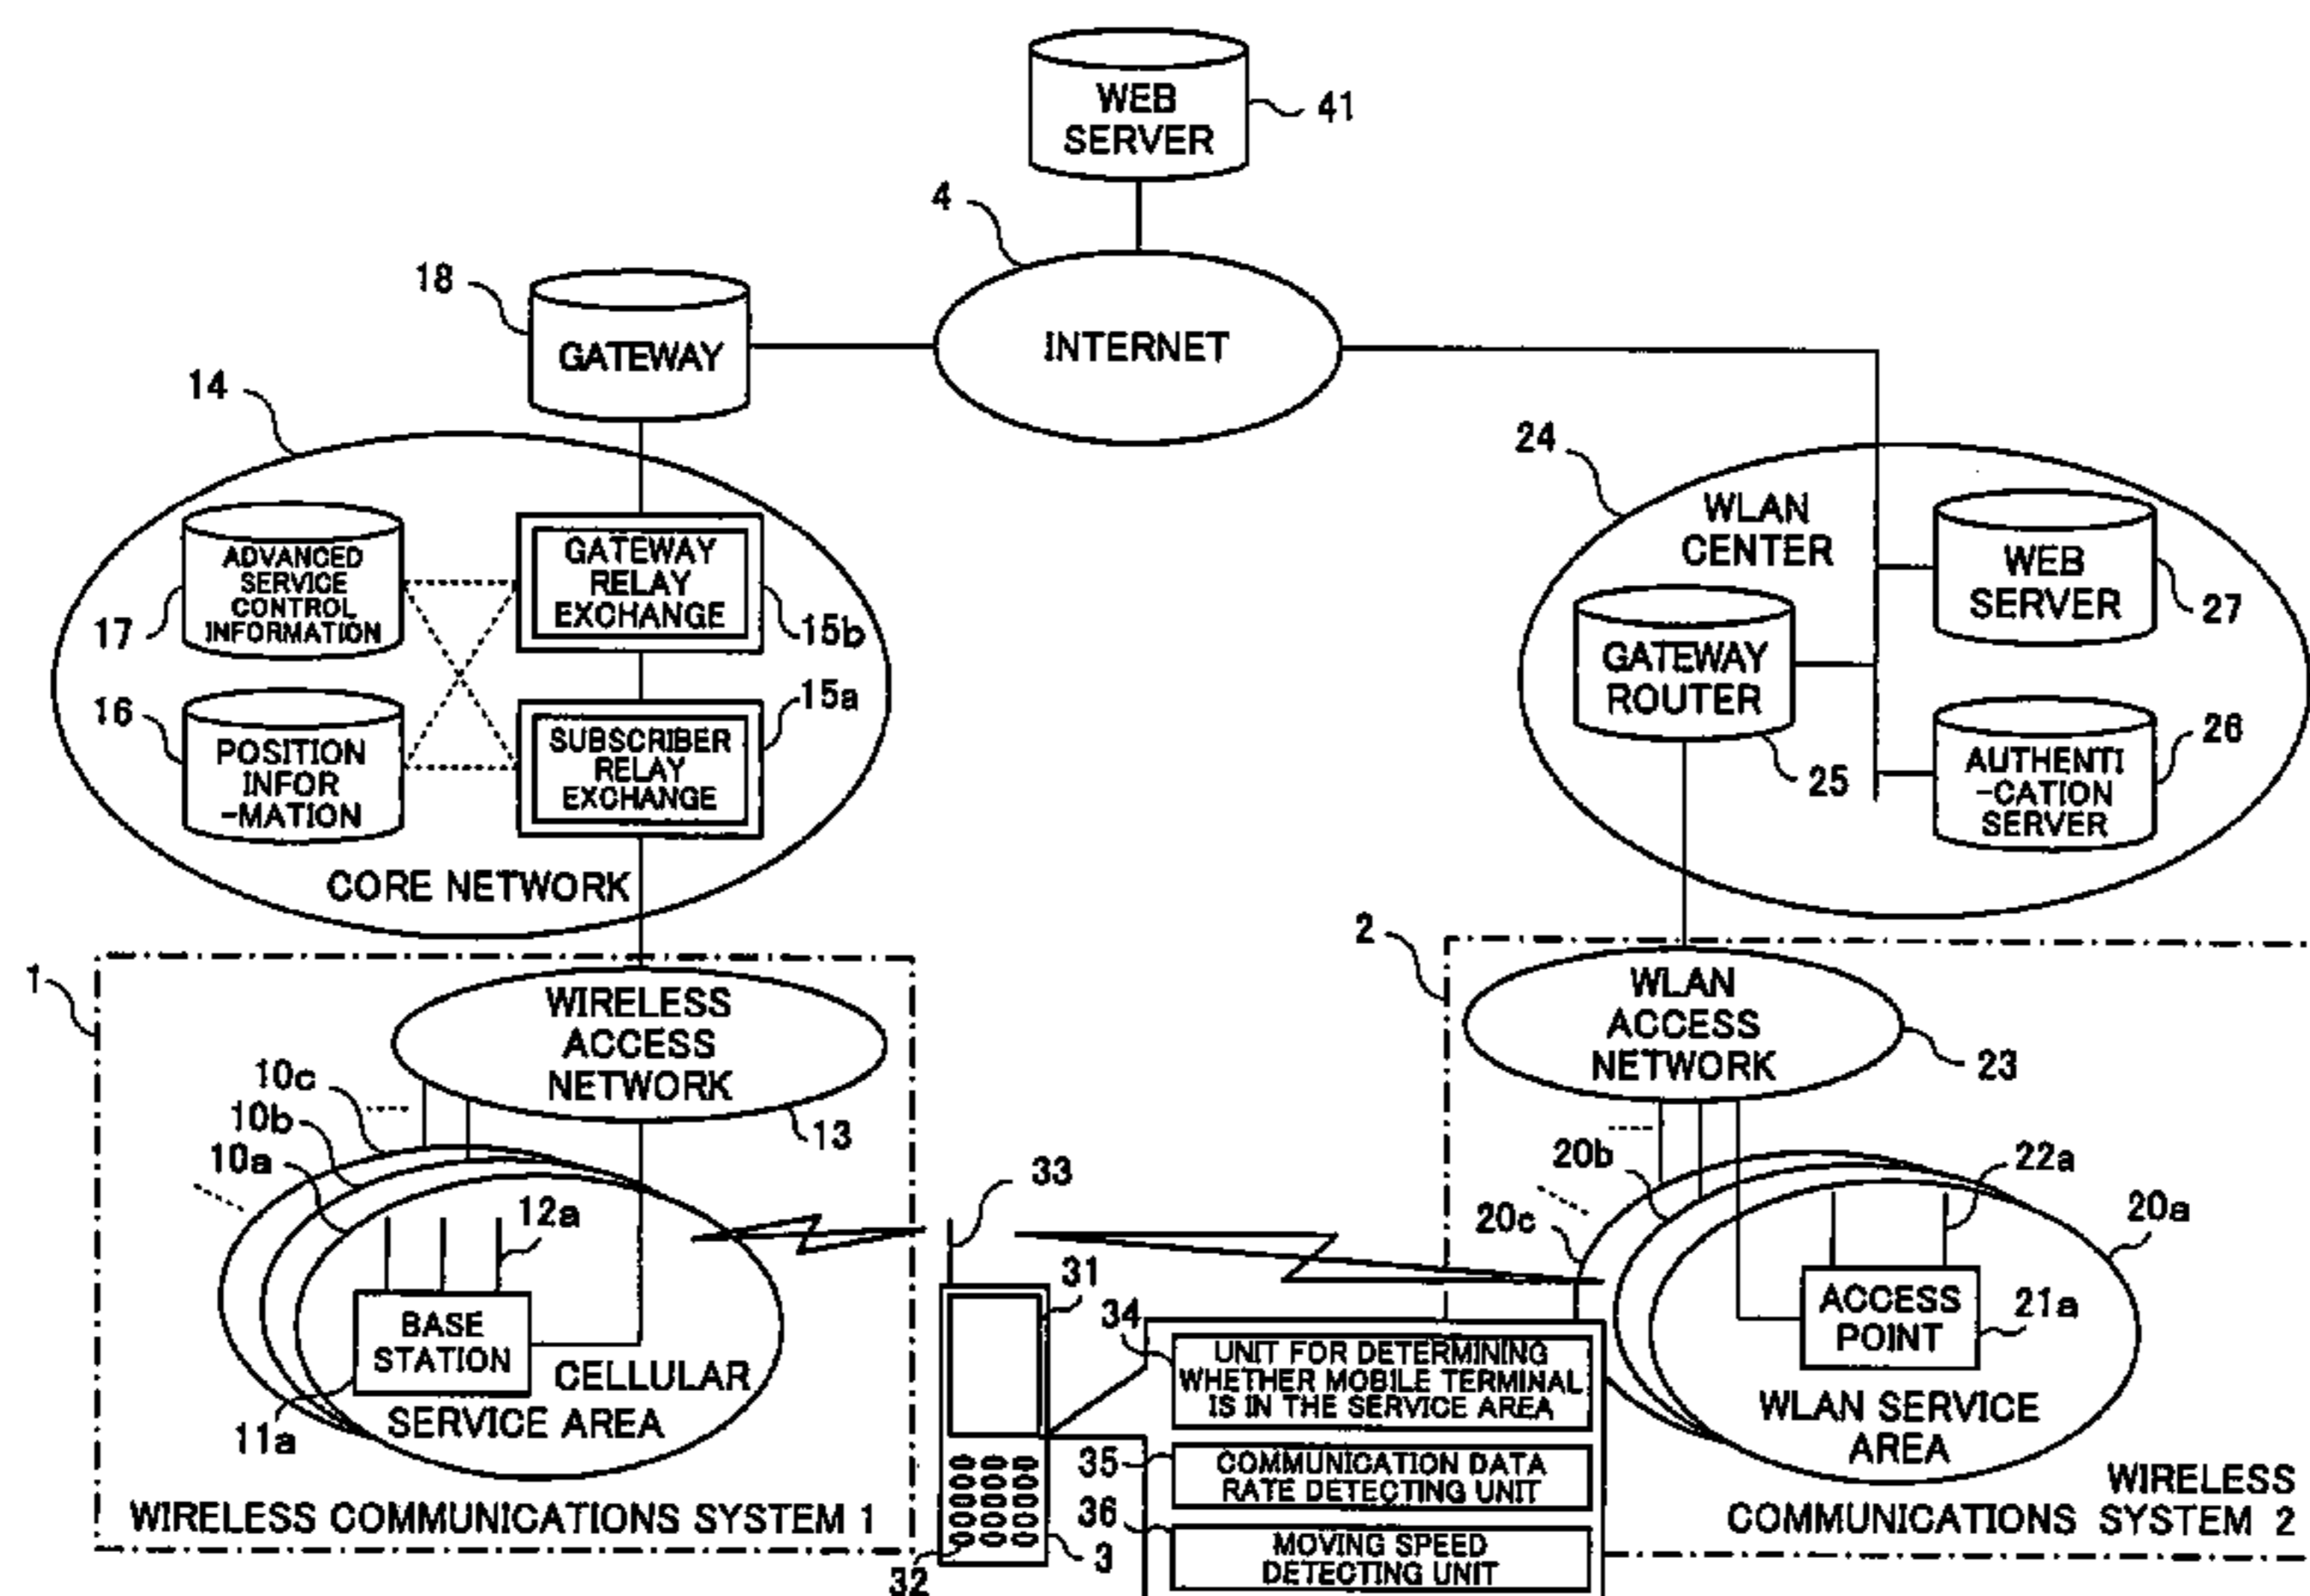 WEB
SERVER
41
4
18
GATEWAY
INTERNET
14
24
WLAN
CENTER
ADVANCED
SERVICE
CONTROL
INFORMATION
17
GATEWAY
RELAY
EXCHANGE
15b
WEB
SERVER
27
GATEWAY
ROUTER
25
16
POSITION
INFOR
-MATION
SUBSCRIBER
RELAY
EXCHANGE
15a
AUTHENTI
-CATION
SERVER
26
CORE NETWORK
1
2
WIRELESS
ACCESS
NETWORK
13
WLAN
ACCESS
NETWORK
23
10c
10b
10a
12a
BASE
STATION
11a
CELLULAR
SERVICE AREA
WIRELESS COMMUNICATIONS SYSTEM 1
33
31
32
3
34
UNIT FOR DETERMINING
WHETHER MOBILE TERMINAL
IS IN THE SERVICE AREA
35
COMMUNICATION DATA
RATE DETECTING UNIT
36
MOVING SPEED
DETECTING UNIT
20b
20c
22a
20a
ACCESS
POINT
21a
WLAN SERVICE
AREA
WIRELESS
COMMUNICATIONS SYSTEM 2